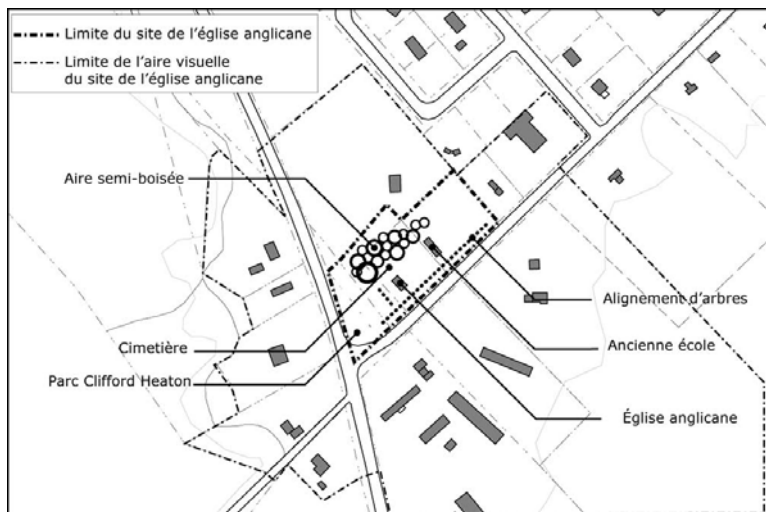 Limite du site de l'église anglicane
Limite de l'aire visuelle
du site de l'église anglicane
Aire semi-boisée
Cimetière
Parc Clifford Heaton
Alignement d'arbres
Ancienne école
Église anglicane